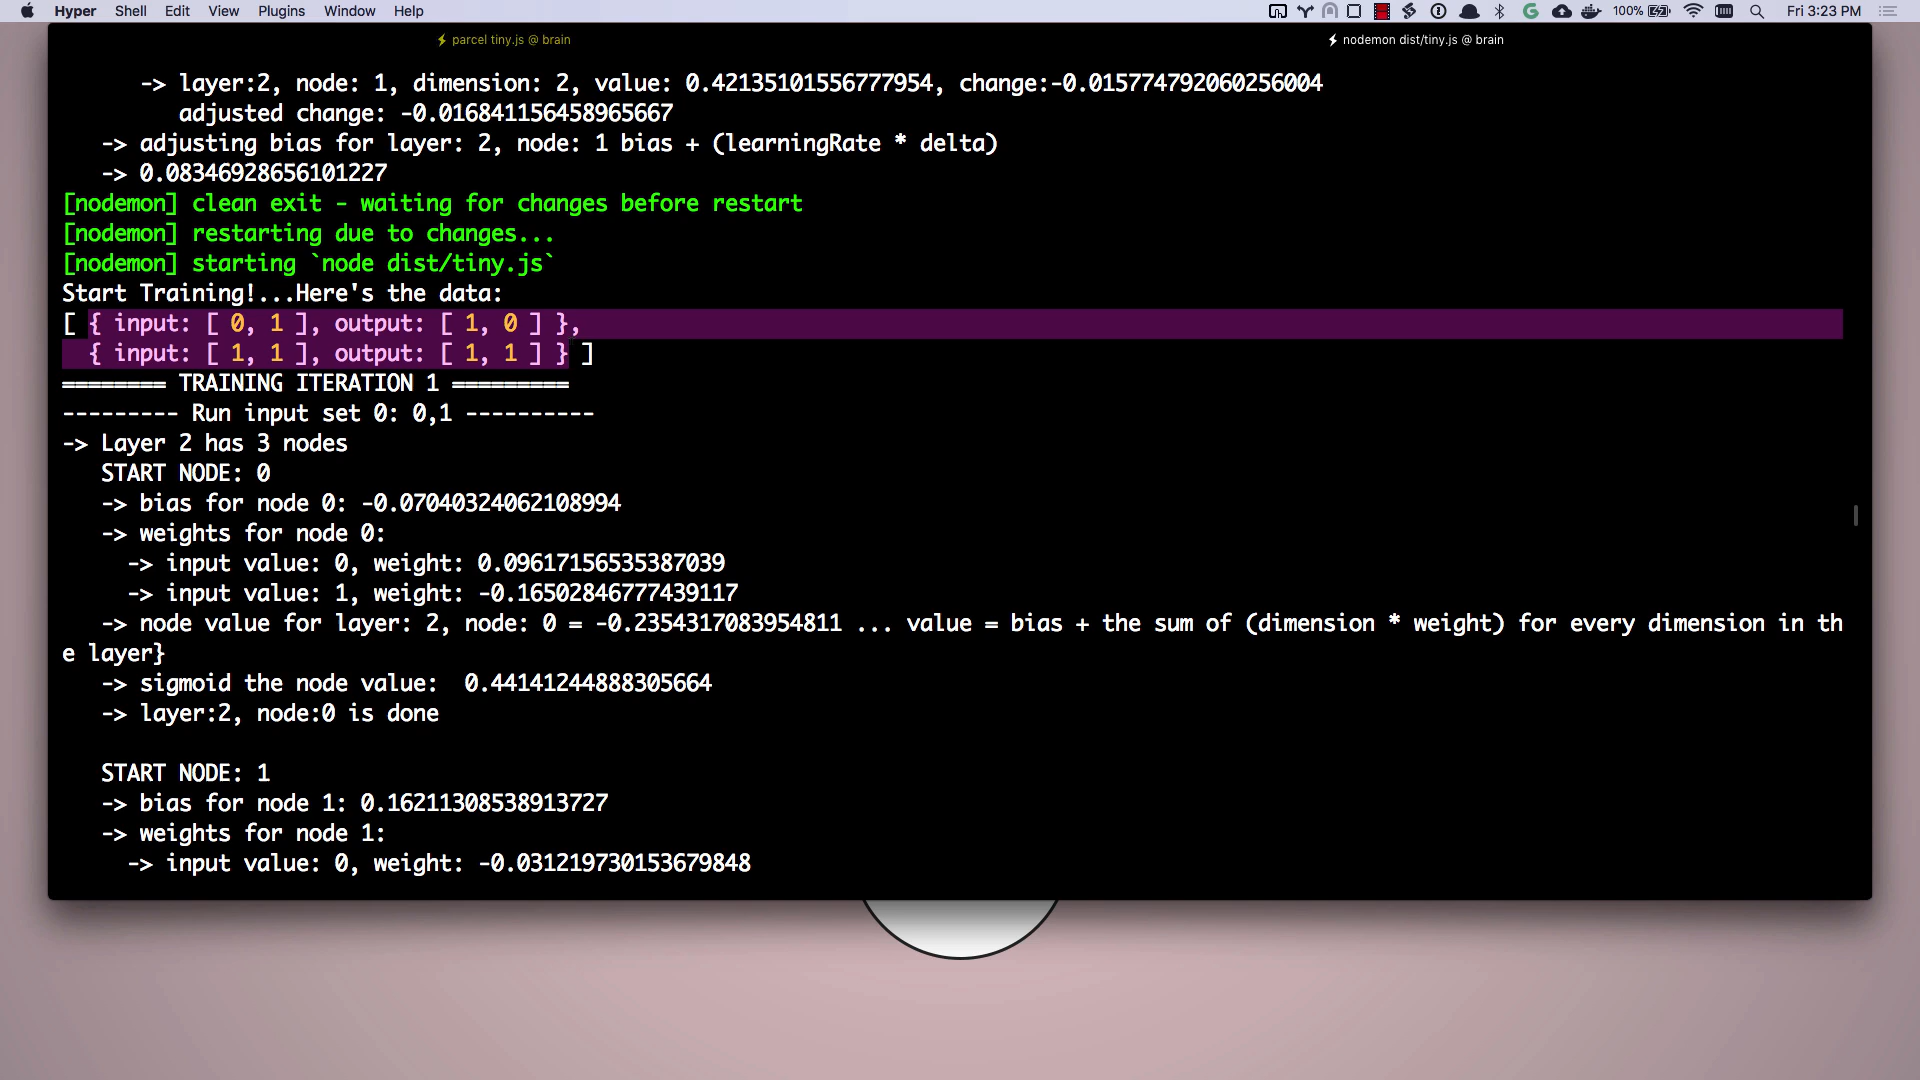 Hyper Shell Edit View Plugins Window Help 100% Fri 3:23 PM
parcel tiny.js @ brain
nodemon dist/tiny.js @ brain
-> layer:2, node: 1, dimension: 2, value: 0.42135101556777954, change:-0.015774792060256004
adjusted change: -0.016841156458965667
-> adjusting bias for layer: 2, node: 1 bias + (learningRate * delta)
-> 0.08346928656101227
[nodemon] clean exit - waiting for changes before restart
[nodemon] restarting due to changes...
[nodemon] starting `node dist/tiny.js`
Start Training!...Here's the data:
[ { input: [ 0, 1 ], output: [ 1, 0 ] },
{ input: [ 1, 1 ], output: [ 1, 1 ] } ]
======== TRAINING ITERATION 1 =========
--------- Run input set 0: 0,1 ----------
-> Layer 2 has 3 nodes
START NODE: 0
-> bias for node 0: -0.07040324062108994
-> weights for node 0:
-> input value: 0, weight: 0.09617156535387039
-> input value: 1, weight: -0.16502846777439117
-> node value for layer: 2, node: 0 = -0.2354317083954811 ... value = bias + the sum of (dimension * weight) for every dimension in th
e layer}
-> sigmoid the node value:  0.44141244888305664
-> layer:2, node:0 is done
START NODE: 1
-> bias for node 1: 0.16211308538913727
-> weights for node 1:
-> input value: 0, weight: -0.031219730153679848